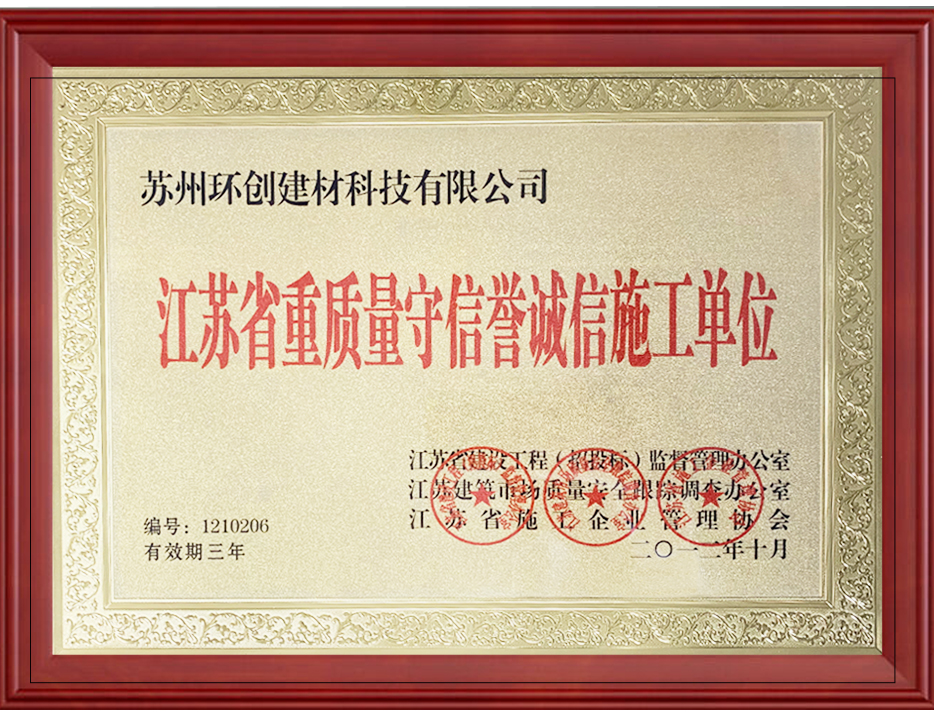 苏州环创建材科技有限公司
江苏省重质量守信誉诚信施工单位
江苏省建设工程（招投标）监督管理办公室
江苏建筑市场质量安全跟踪调查办公室
江苏省施工企业管理协会
二〇一二年十月
编号：1210206
有效期三年